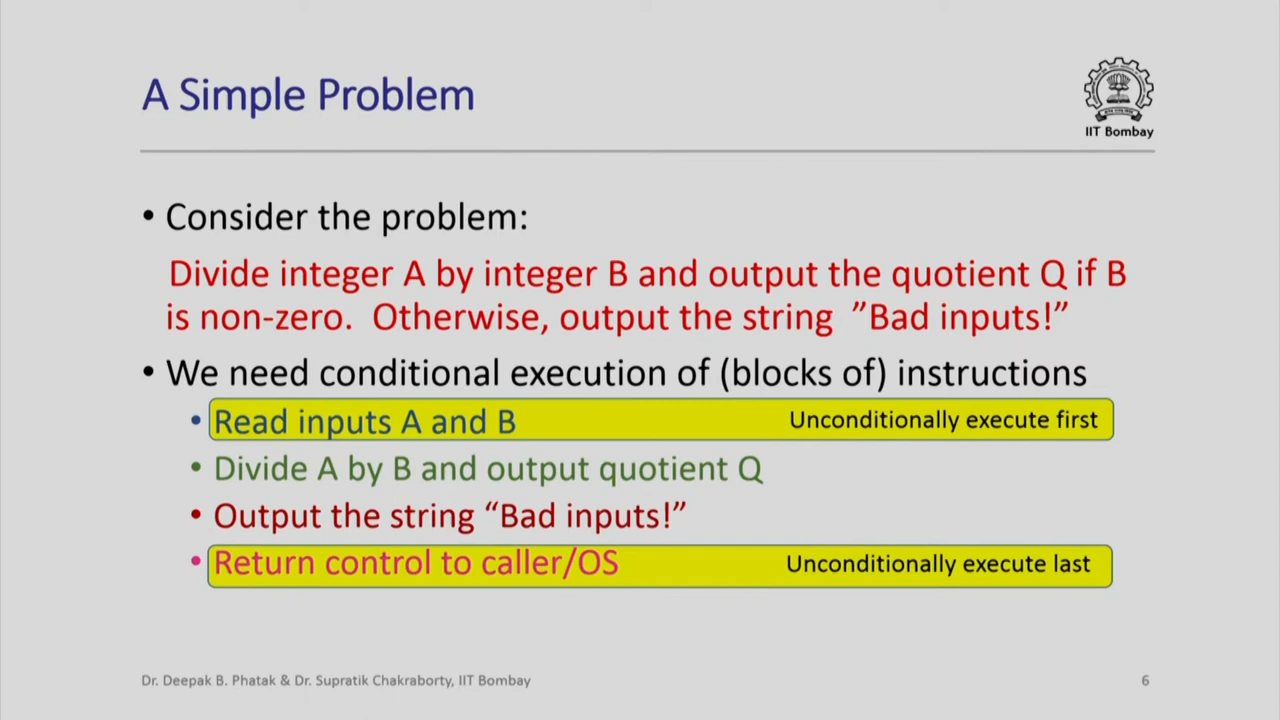 A Simple Problem
IIT Bombay
• Consider the problem:
Divide integer A by integer B and output the quotient Q if B
is non-zero. Otherwise, output the string ”Bad inputs!”
• We need conditional execution of (blocks of) instructions
• Read inputs A and B Unconditionally execute first
• Divide A by B and output quotient Q
• Output the string “Bad inputs!”
• Return control to caller/OS Unconditionally execute last
Dr. Deepak B. Phatak & Dr. Supratik Chakraborty, IIT Bombay 6